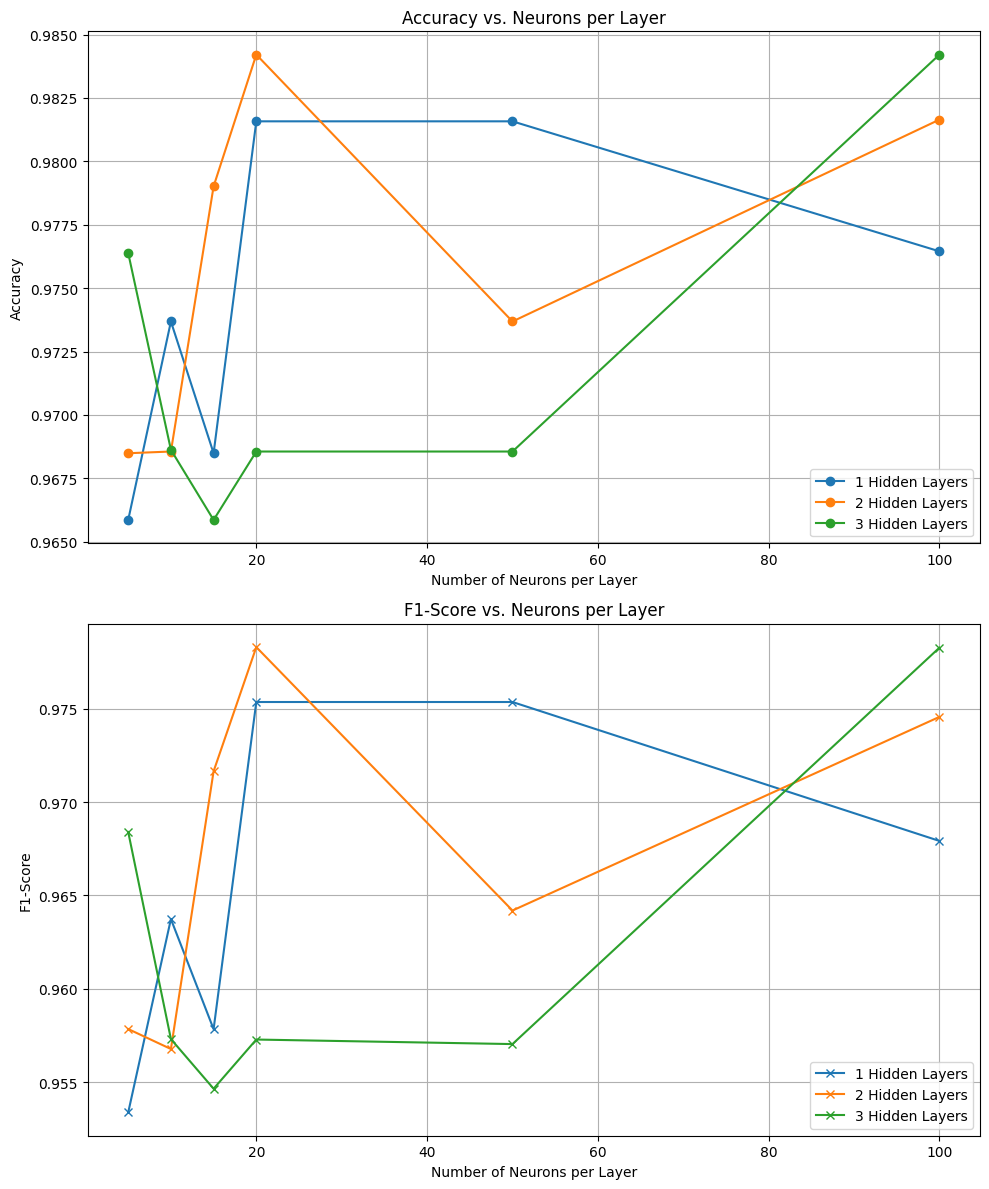 Accuracy vs. Neurons per Layer
0.9850
0.9825
0.9800
0.9775
0.9750
0.9725
0.9700
0.9675
0.9650
Accuracy
1 Hidden Layers
2 Hidden Layers
3 Hidden Layers
20 40 60 80 100
Number of Neurons per Layer
F1-Score vs. Neurons per Layer
0.975
0.970
0.965
0.960
0.955
F1-Score
1 Hidden Layers
2 Hidden Layers
3 Hidden Layers
20 40 60 80 100
Number of Neurons per Layer